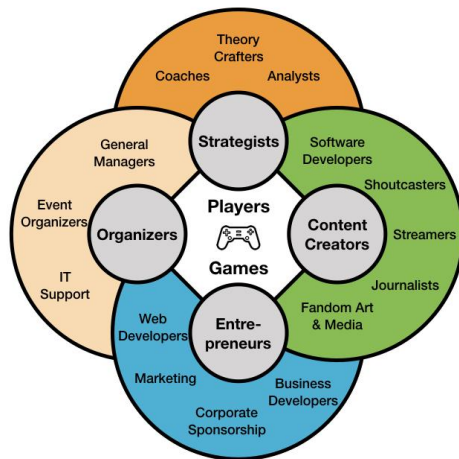 Theory
Crafters
Coaches
Analysts
Strategists
General
Managers
Event
Organizers
IT
Support
Organizers
Players
Games
Software
Developers
Shoutcasters
Streamers
Journalists
Fandom Art
& Media
Content
Creators
Entre-
preneurs
Web
Developers
Marketing
Corporate
Sponsorship
Business
Developers